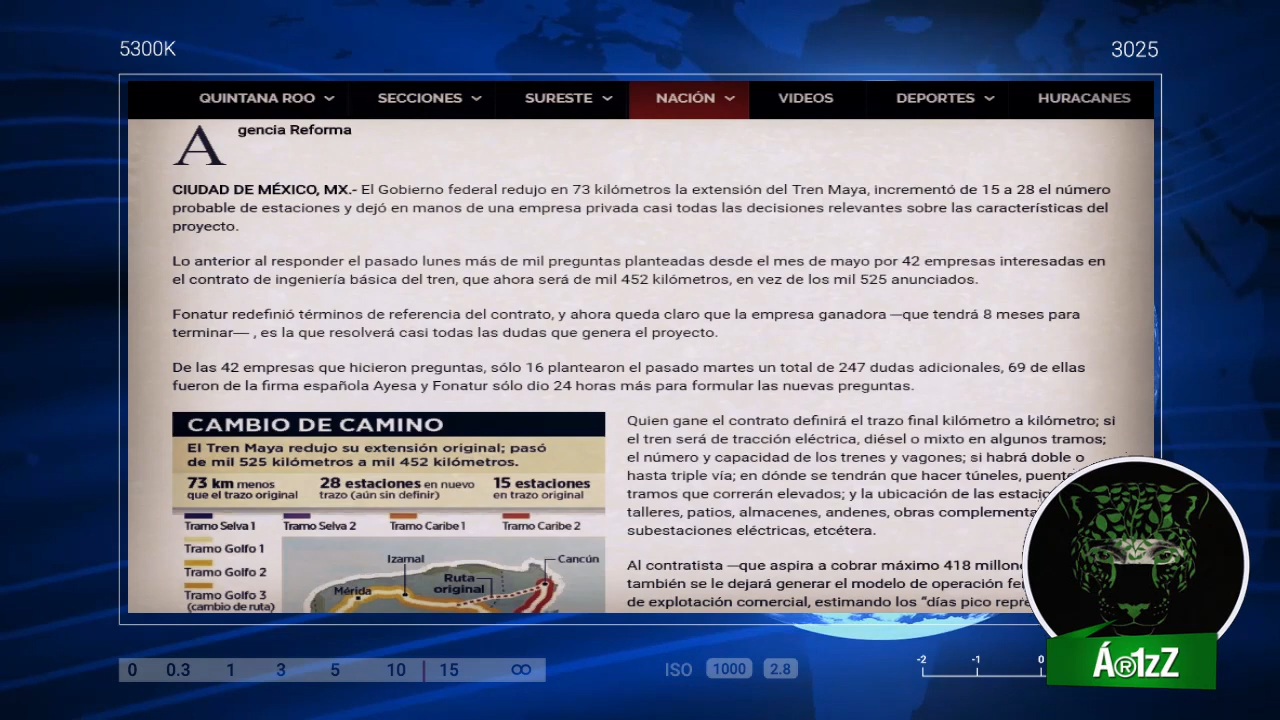 5300K
3025
QUINTANA ROO
SECCIONES
SURESTE
NACIÓN
VIDEOS
DEPORTES
HURACANES
Agencia Reforma
CIUDAD DE MÉXICO, MX.- El Gobierno federal redujo en 73 kilómetros la extensión del Tren Maya, incrementó de 15 a 28 el número
probable de estaciones y dejó en manos de una empresa privada casi todas las decisiones relevantes sobre las características del
proyecto.
Lo anterior al responder el pasado lunes más de mil preguntas planteadas desde el mes de mayo por 42 empresas interesadas en
el contrato de ingeniería básica del tren, que ahora será de mil 452 kilómetros, en vez de los mil 525 anunciados.
Fonatur redefinió términos de referencia del contrato, y ahora queda claro que la empresa ganadora —que tendrá 8 meses para
terminar— , es la que resolverá casi todas las dudas que genera el proyecto.
De las 42 empresas que hicieron preguntas, sólo 16 plantearon el pasado martes un total de 247 dudas adicionales, 69 de ellas
fueron de la firma española Ayesa y Fonatur sólo dio 24 horas más para formular las nuevas preguntas.
CAMBIO DE CAMINO
El Tren Maya redujo su extensión original; pasó
de mil 525 kilómetros a mil 452 kilómetros.
73 km menos
que el trazo original
28 estaciones en nuevo
trazo (aún sin definir)
15 estaciones
en trazo original
Tramo Selva 1
Tramo Selva 2
Tramo Caribe 1
Tramo Caribe 2
Tramo Golfo 1
Tramo Golfo 2
Tramo Golfo 3
(cambio de ruta)
Izamal
Cancún
Mérida
Ruta
original
Quien gane el contrato definirá el trazo final kilómetro a kilómetro; si
el tren será de tracción eléctrica, diésel o mixto en algunos tramos;
el número y capacidad de los trenes y vagones; si habrá doble o
hasta triple vía; en dónde se tendrán que hacer túneles,
tramos que correrán elevados; y la ubicación de las
talleres, patios, almacenes, andenes, obras
subestaciones eléctricas, etcétera.
Al contratista —que aspira a cobrar máximo 418
también se le dejará generar el modelo de operación
de explotación comercial, estimando los "días pico
0 0.3 1 3 5 10 15 ∞
ISO 1000 2.8
-2 -1 0
Á®1zZ